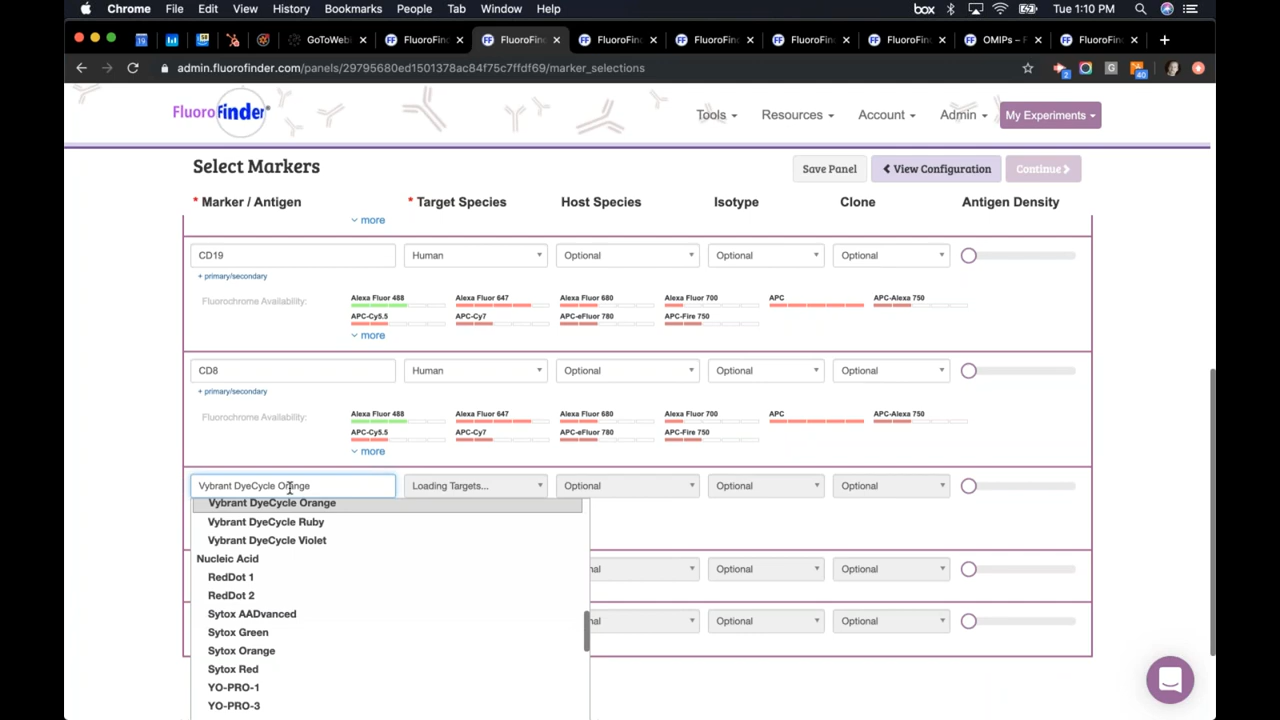 Chrome File Edit View History Bookmarks People Tab Window Help box Tue 1:10 PM
19 GoToWebi FluoroFin FluoroFin FluoroFin FluoroFin FluoroFin FluoroFin OMIPs – F FluoroFin
admin.fluorofinder.com/panels/29795680ed1501378ac84f75c7ffdf69/marker_selections 2 40
FluoroFinder Tools Resources Account Admin My Experiments
Select Markers Save Panel View Configuration Continue
* Marker / Antigen * Target Species Host Species Isotype Clone Antigen Density
more
CD19 Human Optional Optional Optional
+ primary/secondary
Fluorochrome Availability: Alexa Fluor 488 Alexa Fluor 647 Alexa Fluor 680 Alexa Fluor 700 APC APC-Alexa 750
APC-Cy5.5 APC-Cy7 APC-eFluor 780 APC-Fire 750
more
CD8 Human Optional Optional Optional
+ primary/secondary
Fluorochrome Availability: Alexa Fluor 488 Alexa Fluor 647 Alexa Fluor 680 Alexa Fluor 700 APC APC-Alexa 750
APC-Cy5.5 APC-Cy7 APC-eFluor 780 APC-Fire 750
more
Vybrant DyeCycle Orange Loading Targets... Optional Optional Optional
Vybrant DyeCycle Orange
Vybrant DyeCycle Ruby
Vybrant DyeCycle Violet
Nucleic Acid
RedDot 1 nal Optional Optional
RedDot 2
Sytox AADvanced
Sytox Green nal Optional Optional
Sytox Orange
Sytox Red
YO-PRO-1
YO-PRO-3